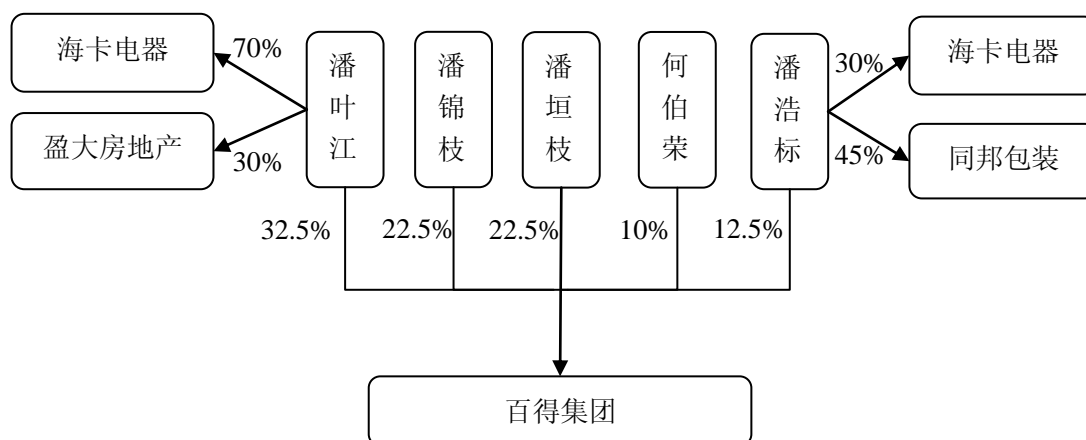 海卡电器
70%
盈大房地产
30%
潘叶江
潘锦枝
潘垣枝
何伯荣
潘浩标
30%
海卡电器
45%
同邦包装
32.5%
22.5%
22.5%
10%
12.5%
百得集团